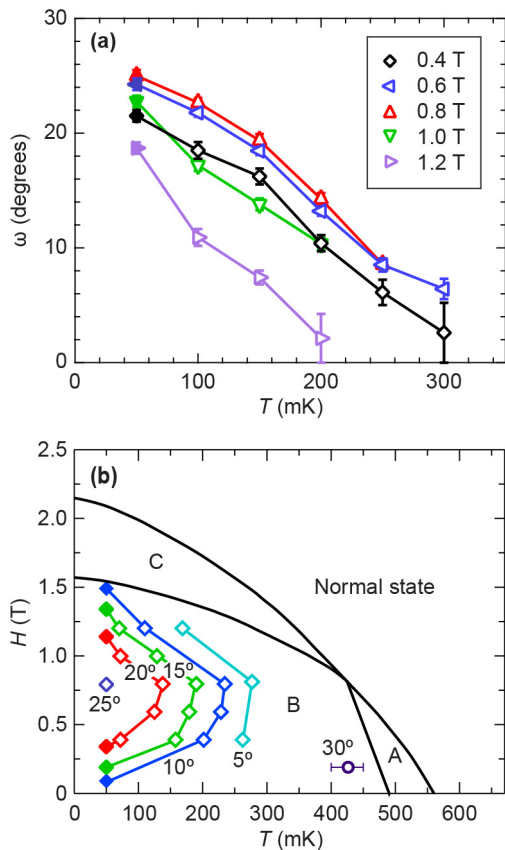 (a)
0.4 T
0.6 T
0.8 T
1.0 T
1.2 T
30
20
10
0
ω (degrees)
0 100 200 300
T (mK)
(b)
2.5
2.0
1.5
1.0
0.5
0
H (T)
C
Normal state
B
A
20º 15º
25º
10º 5º
30º
0 100 200 300 400 500 600
T (mK)